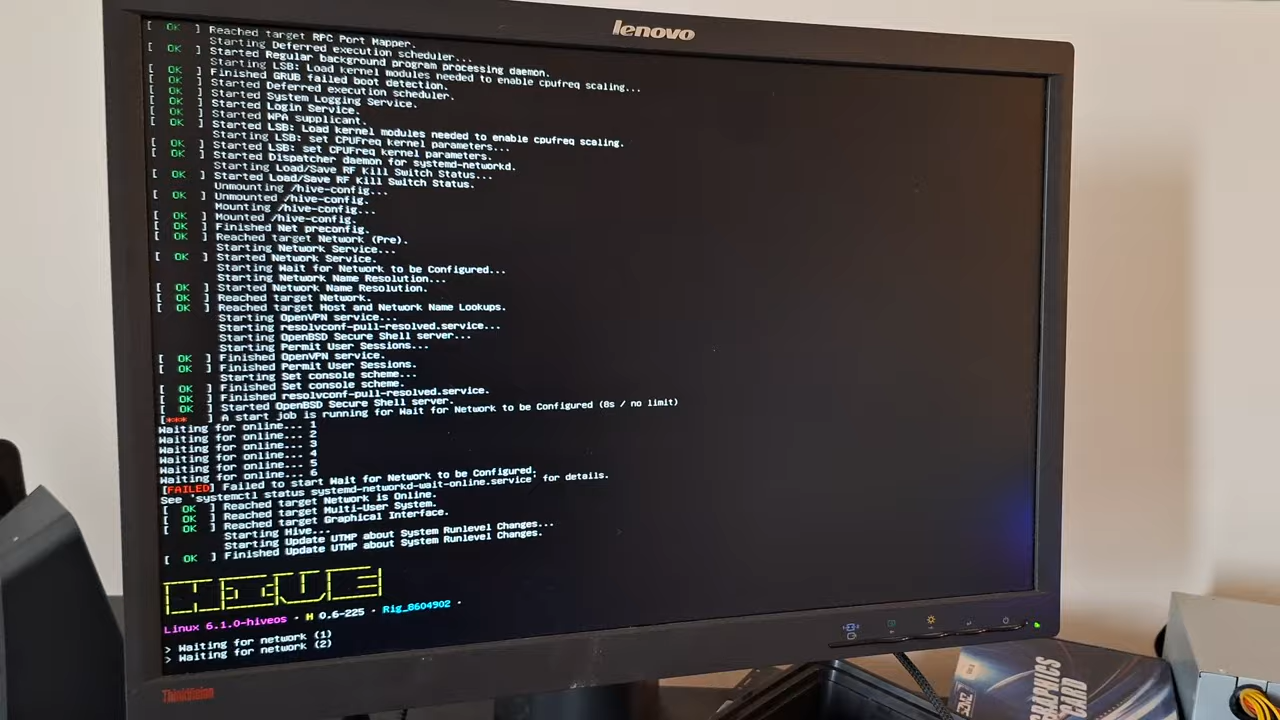 lenovo
[ OK ] Reached target RPC Port Mapper.
Starting Deferred execution scheduler...
[ OK ] Started Regular background program processing daemon.
Starting LSB: Load kernel modules needed to enable cpufreq scaling...
[ OK ] Finished GRUB failed boot detection.
[ OK ] Started Deferred execution scheduler.
[ OK ] Started System Logging Service.
[ OK ] Started Login Service.
[ OK ] Started WPA supplicant.
[ OK ] Started LSB: Load kernel modules needed to enable cpufreq scaling.
Starting LSB: set CPUFreq kernel parameters...
[ OK ] Started LSB: set CPUFreq kernel parameters.
[ OK ] Started Dispatcher daemon for systemd-networkd.
Starting Load/Save RF Kill Switch Status...
[ OK ] Started Load/Save RF Kill Switch Status.
Unmounting /hive-config...
[ OK ] Unmounted /hive-config.
Mounting /hive-config...
[ OK ] Mounted /hive-config.
[ OK ] Finished Net preconfig.
[ OK ] Reached target Network (Pre).
Starting Network Service...
[ OK ] Started Network Service.
Starting Wait for Network to be Configured...
Starting Network Name Resolution...
[ OK ] Started Network Name Resolution.
[ OK ] Reached target Network.
[ OK ] Reached target Host and Network Name Lookups.
Starting OpenVPN service...
Starting resolvconf-pull-resolved.service...
Starting OpenBSD Secure Shell server...
Starting Permit User Sessions...
[ OK ] Finished OpenVPN service.
[ OK ] Finished Permit User Sessions.
Starting Set console scheme...
[ OK ] Finished Set console scheme.
[ OK ] Finished resolvconf-pull-resolved.service.
[ OK ] Started OpenBSD Secure Shell server.
[*** ] A start job is running for Wait for Network to be Configured (8s / no limit)
Waiting for online... 1
Waiting for online... 2
Waiting for online... 3
Waiting for online... 4
Waiting for online... 5
Waiting for online... 6
[FAILED] Failed to start Wait for Network to be Configured.
See 'systemctl status systemd-networkd-wait-online.service' for details.
[ OK ] Reached target Network is Online.
[ OK ] Reached target Multi-User System.
[ OK ] Reached target Graphical Interface.
Starting Hive...
Starting Update UTMP about System Runlevel Changes...
[ OK ] Finished Update UTMP about System Runlevel Changes.
HIVE
Linux 6.1.0-hiveos · H 0.6-225 · Rig_8604902 ·
> Waiting for network (1)
> Waiting for network (2)
ThinkVision
GRAPHICS
CARD